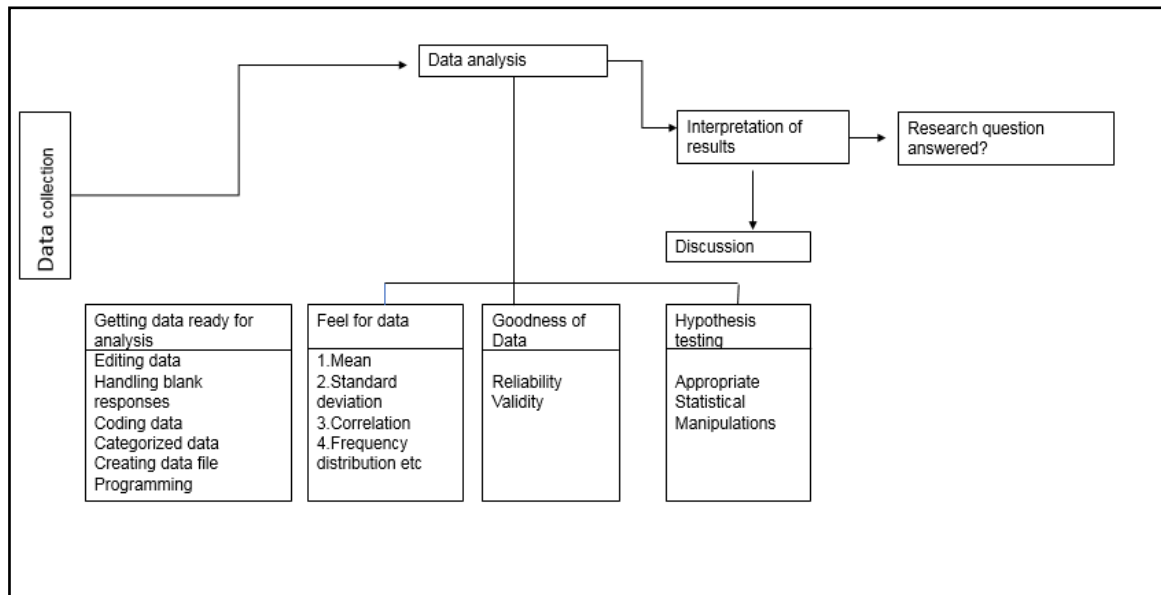 Data collection
Data analysis
Interpretation of
results
Research question
answered?
Discussion
Getting data ready for
analysis
Editing data
Handling blank
responses
Coding data
Categorized data
Creating data file
Programming
Feel for data
1.Mean
2.Standard
deviation
3.Correlation
4.Frequency
distribution etc
Goodness of
Data
Reliability
Validity
Hypothesis
testing
Appropriate
Statistical
Manipulations